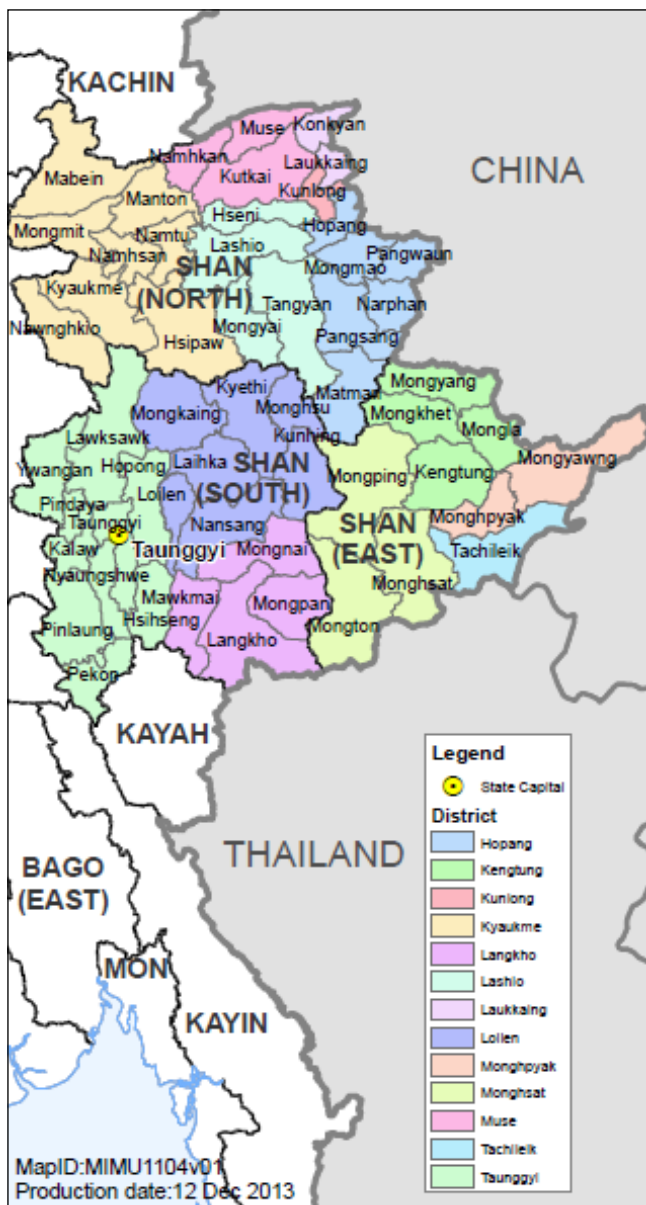 KACHIN
CHINA
Muse
Konkyan
Namhkan
Laukkaing
Kutkai
Mabein
Kunlong
Manton
Hseni
Hopang
Mongmit
Namtu
Lashio
Pangwaun
Namhsan
Mongmao
SHAN
(NORTH)
Kyaukme
Tangyan
Narphan
Nawnghkio
Mongyai
Pangsang
Hsipaw
Matman
Mongyang
Kyethi
Mongkaing
Monghsu
Mongkhet
Lawksawk
Kunhing
Mongla
Ywangan
Hopong
Laihka
SHAN
(SOUTH)
Mongping
Kengtung
Mongyawng
Pindaya
Loilen
Taunggyi
Nansang
Monghpyak
Kalaw
Taunggyi
Mongnai
SHAN
(EAST)
Tachileik
Nyaungshwe
Monghsat
Mawkmai
Mongpan
Pinlaung
Hsihseng
Langkho
Mongton
Pekon
KAYAH
THAILAND
BAGO
(EAST)
MON
KAYIN
Legend
State Capital
District
Hopang
Kengtung
Kunlong
Kyaukme
Langkho
Lashio
Laukkaing
Loilen
Monghpyak
Monghsat
Muse
Tachileik
Taunggyi
MapID:MIMU1104v01
Production date:12 Dec 2013